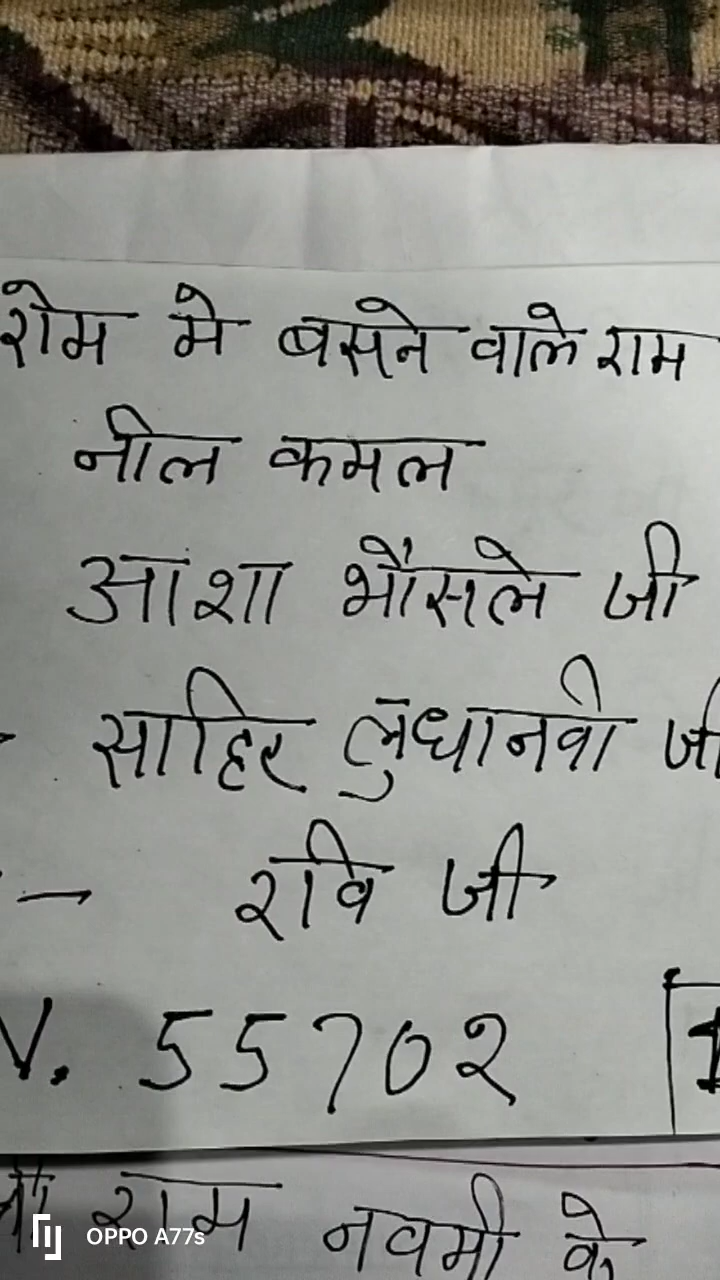 रोम मे बसने वाले राम
नील कमल
आशा भोंसले जी
साहिर लुधानवी जी
— रवि जी
V. 55702
राम नवमी के
OPPO A77s